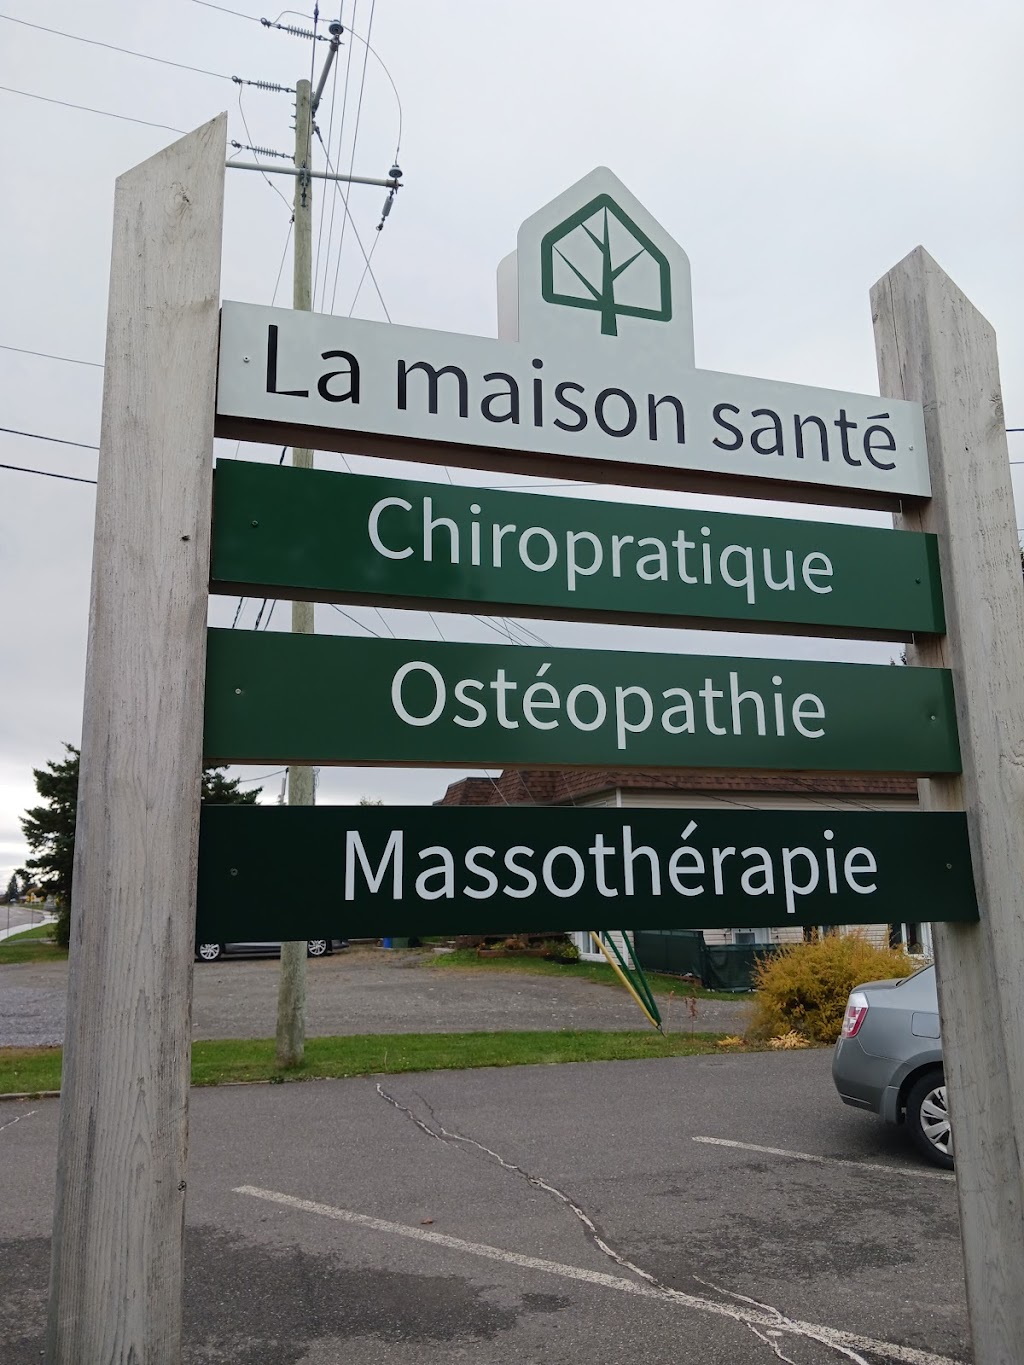 La maison santé
Chiropratique
Ostéopathie
Massothérapie